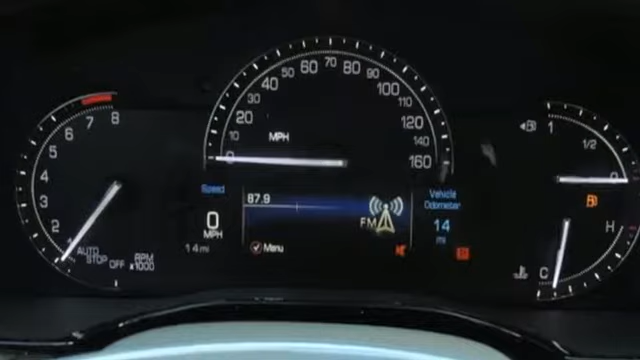 8
7
6
5
4
3
2
1
AUTO STOP
OFF
RPM x1000
0 10 20 30 40 50 60 70 80 90 100 110 120 140 160
MPH
Speed
0
MPH
14 mi
87.9
FM
Menu
Vehicle Odometer
14
mi
1
1/2
0
H
C